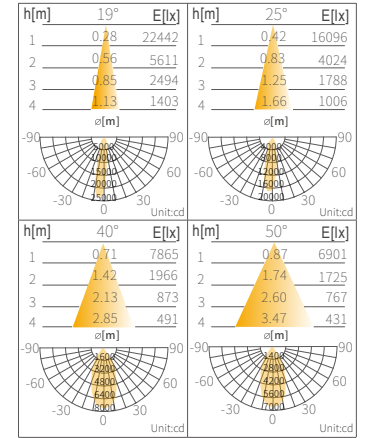 h[m] 19° E[lx]
1 0.28 22442
2 0.56 5611
3 0.85 2494
4 1.13 1403
⌀[m]
-90 90
5000
10000
-60 15000 60
20000
25000
-30 0 30
Unit:cd
h[m] 25° E[lx]
1 0.42 16096
2 0.83 4024
3 1.25 1788
4 1.66 1006
⌀[m]
-90 90
4000
8000
-60 12000 60
16000
20000
-30 0 30
Unit:cd
h[m] 40° E[lx]
1 0.71 7865
2 1.42 1966
3 2.13 873
4 2.85 491
⌀[m]
-90 90
1600
3200
-60 4800 60
6400
8000
-30 0 30
Unit:cd
h[m] 50° E[lx]
1 0.87 6901
2 1.74 1725
3 2.60 767
4 3.47 431
⌀[m]
-90 90
1400
2800
-60 4200 60
5600
7000
-30 0 30
Unit:cd